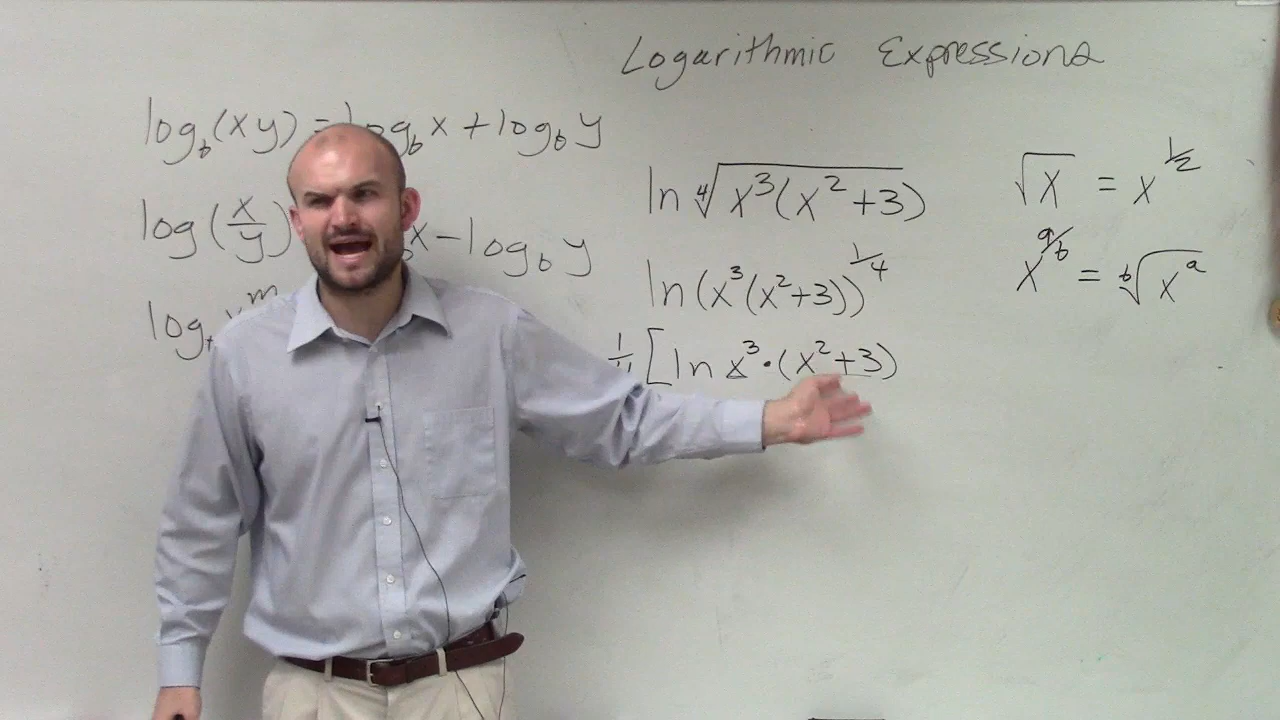 Logarithmic Expressions
log_b(xy) = log_b x + log_b y
log(x/y) x - log_b y
log x^m
ln ∜(x³(x²+3))
ln(x³(x²+3))^(1/4)
1/4 [ln x³·(x²+3)
√x = x^(1/2)
x^(a/b) = ᵇ√(x^a)